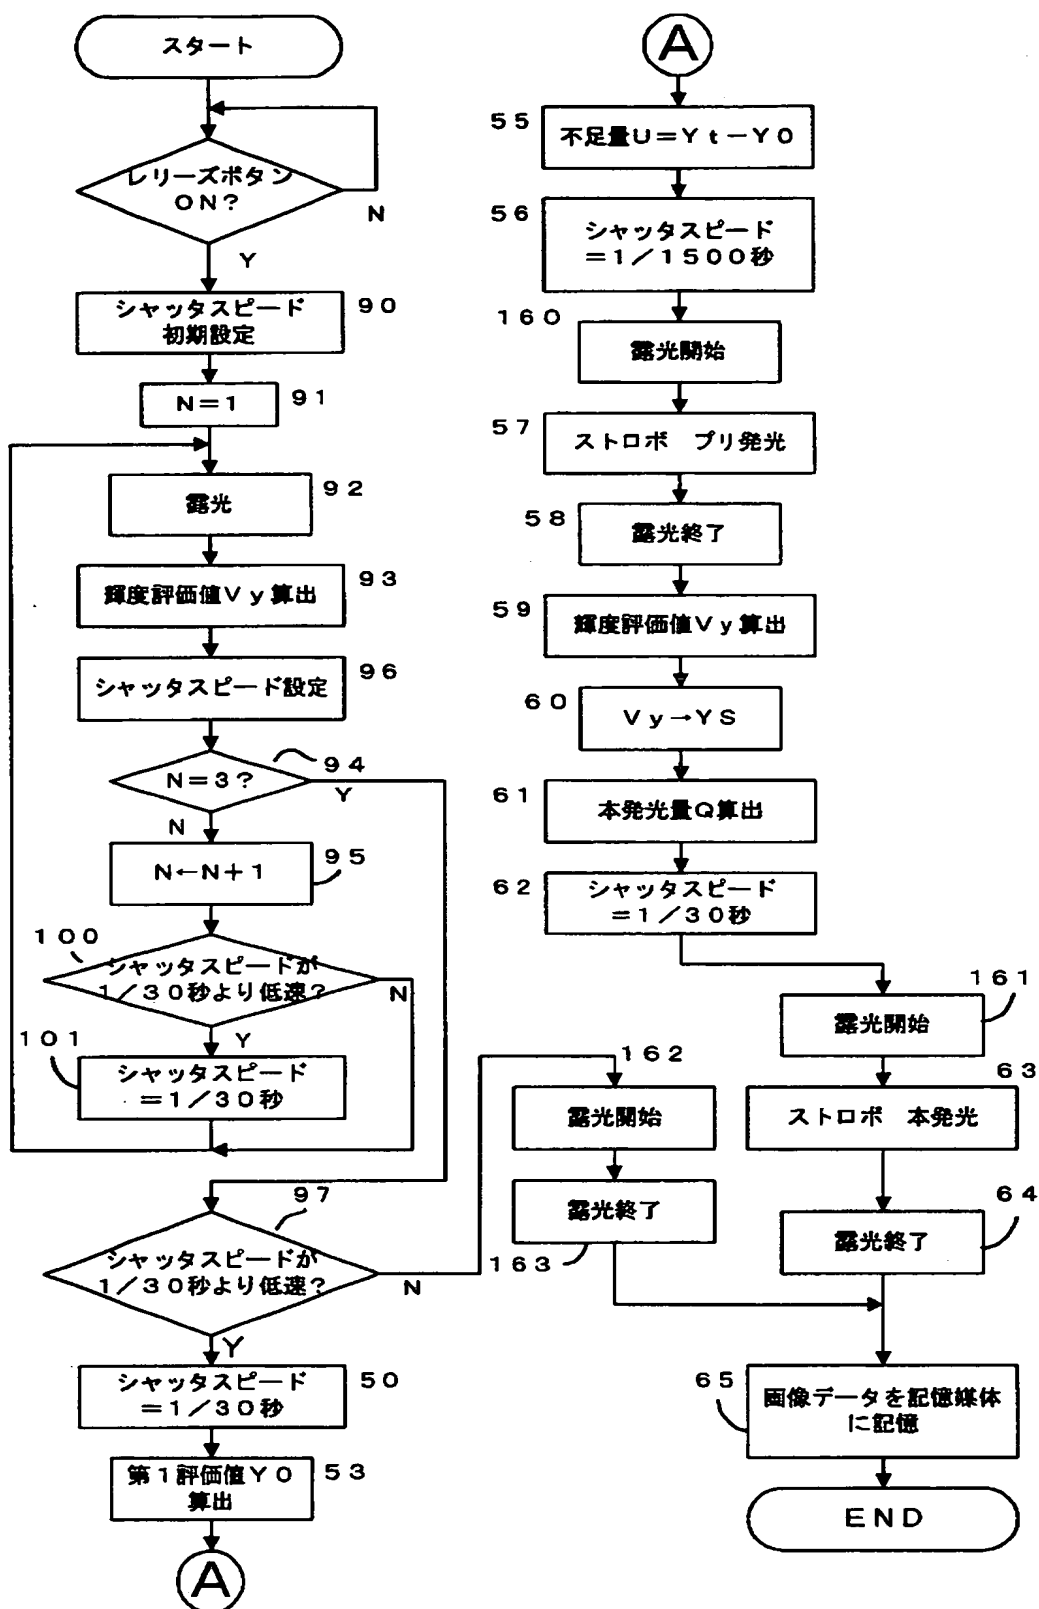 スタート
レリーズボタン
ON?
N
Y
シャッタスピード
初期設定
90
N=1
91
露光
92
輝度評価値Vy算出
93
シャッタスピード設定
96
N=3?
94
Y
N
N←N+1
95
100
シャッタスピードが
1/30秒より低速?
N
Y
101
シャッタスピード
=1/30秒
97
シャッタスピードが
1/30秒より低速?
N
Y
シャッタスピード
=1/30秒
50
第1評価値Y0
算出
53
A
A
55
不足量U=Yt-Y0
56
シャッタスピード
=1/1500秒
160
露光開始
57
ストロボ プリ発光
58
露光終了
59
輝度評価値Vy算出
60
Vy→YS
61
本発光量Q算出
62
シャッタスピード
=1/30秒
161
露光開始
63
ストロボ 本発光
64
露光終了
162
露光開始
露光終了
163
65
画像データを記憶媒体
に記憶
END